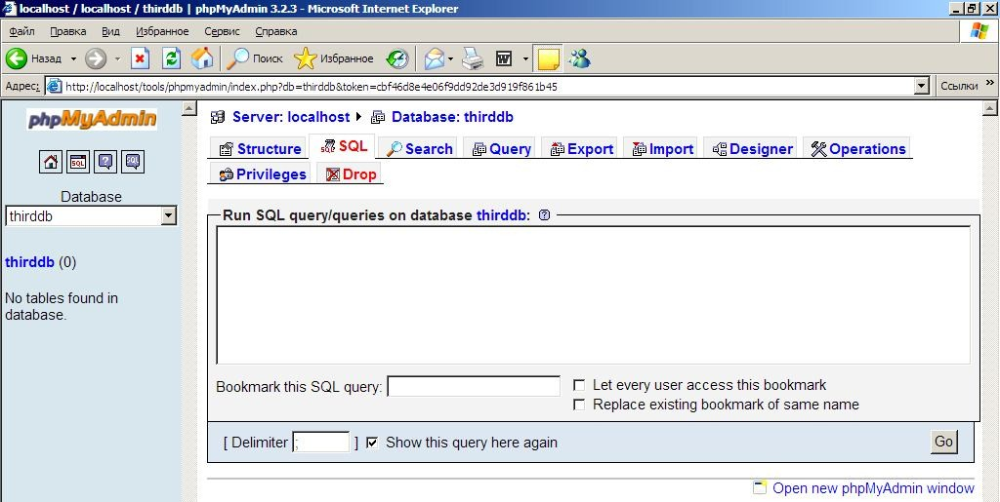 localhost / localhost / thirddb | phpMyAdmin 3.2.3 - Microsoft Internet Explorer
Файл Правка Вид Избранное Сервис Справка
Назад Поиск Избранное
Адрес: http://localhost/tools/phpmyadmin/index.php?db=thirddb&token=cbf46d8e4e06f9dd92de3d919f861b45 Ссылки »
phpMyAdmin
SQL ? SQL
Database
thirddb
thirddb (0)
No tables found in
database.
Server: localhost Database: thirddb
Structure SQL Search Query Export Import Designer Operations
Privileges Drop
Run SQL query/queries on database thirddb: ?
Bookmark this SQL query: Let every user access this bookmark
Replace existing bookmark of same name
[ Delimiter ; ] Show this query here again Go
Open new phpMyAdmin window